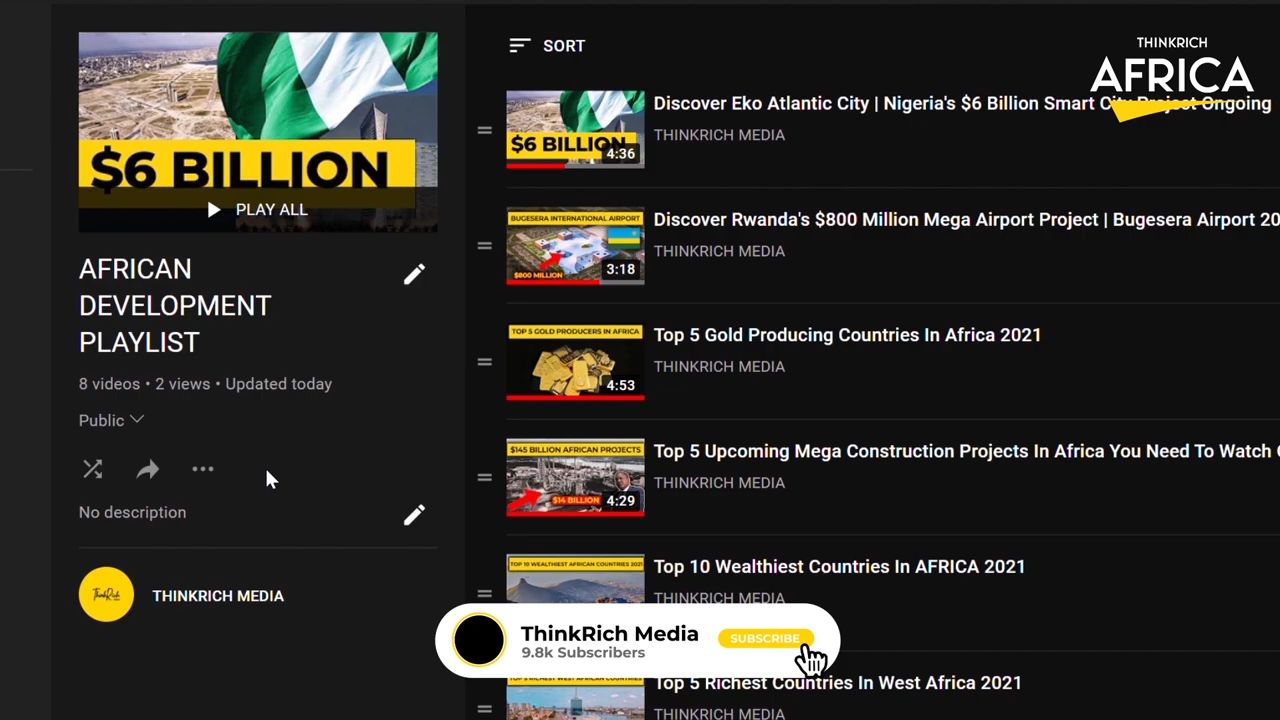 $6 BILLION
PLAY ALL
AFRICAN
DEVELOPMENT
PLAYLIST
8 videos • 2 views • Updated today
Public
No description
THINKRICH MEDIA
SORT
THINKRICH
AFRICA
$6 BILLION
4:36
Discover Eko Atlantic City | Nigeria's $6 Billion Smart City Project Ongoing
THINKRICH MEDIA
BUGESERA INTERNATIONAL AIRPORT
$800 MILLION
3:18
Discover Rwanda's $800 Million Mega Airport Project | Bugesera Airport 20
THINKRICH MEDIA
TOP 5 GOLD PRODUCERS IN AFRICA
4:53
Top 5 Gold Producing Countries In Africa 2021
THINKRICH MEDIA
$145 BILLION AFRICAN PROJECTS
$14 BILLION
4:29
Top 5 Upcoming Mega Construction Projects In Africa You Need To Watch
THINKRICH MEDIA
TOP 10 WEALTHIEST AFRICAN COUNTRIES 2021
Top 10 Wealthiest Countries In AFRICA 2021
THINKRICH MEDIA
ThinkRich Media
9.8k Subscribers
SUBSCRIBE
TOP 5 RICHEST WEST AFRICAN COUNTRIES
Top 5 Richest Countries In West Africa 2021
THINKRICH MEDIA